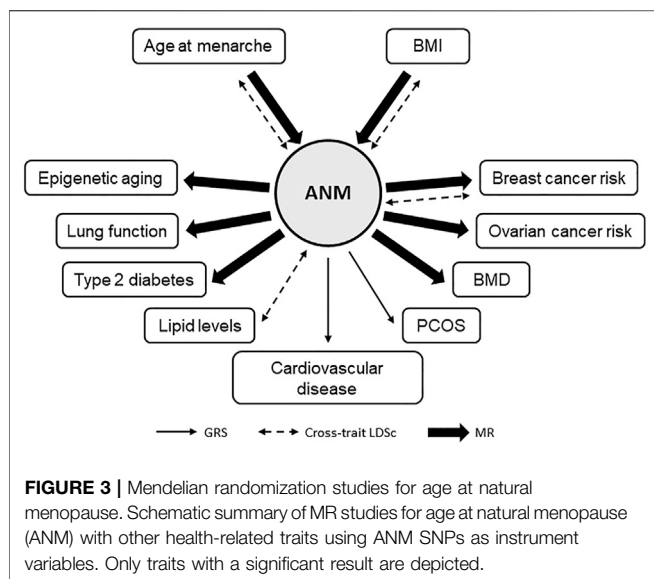 Age at menarche
BMI
Epigenetic aging
ANM
Breast cancer risk
Lung function
Ovarian cancer risk
Type 2 diabetes
BMD
Lipid levels
PCOS
Cardiovascular
disease
GRS
Cross-trait LDSc
MR
FIGURE 3 | Mendelian randomization studies for age at natural
menopause. Schematic summary of MR studies for age at natural menopause
(ANM) with other health-related traits using ANM SNPs as instrument
variables. Only traits with a significant result are depicted.